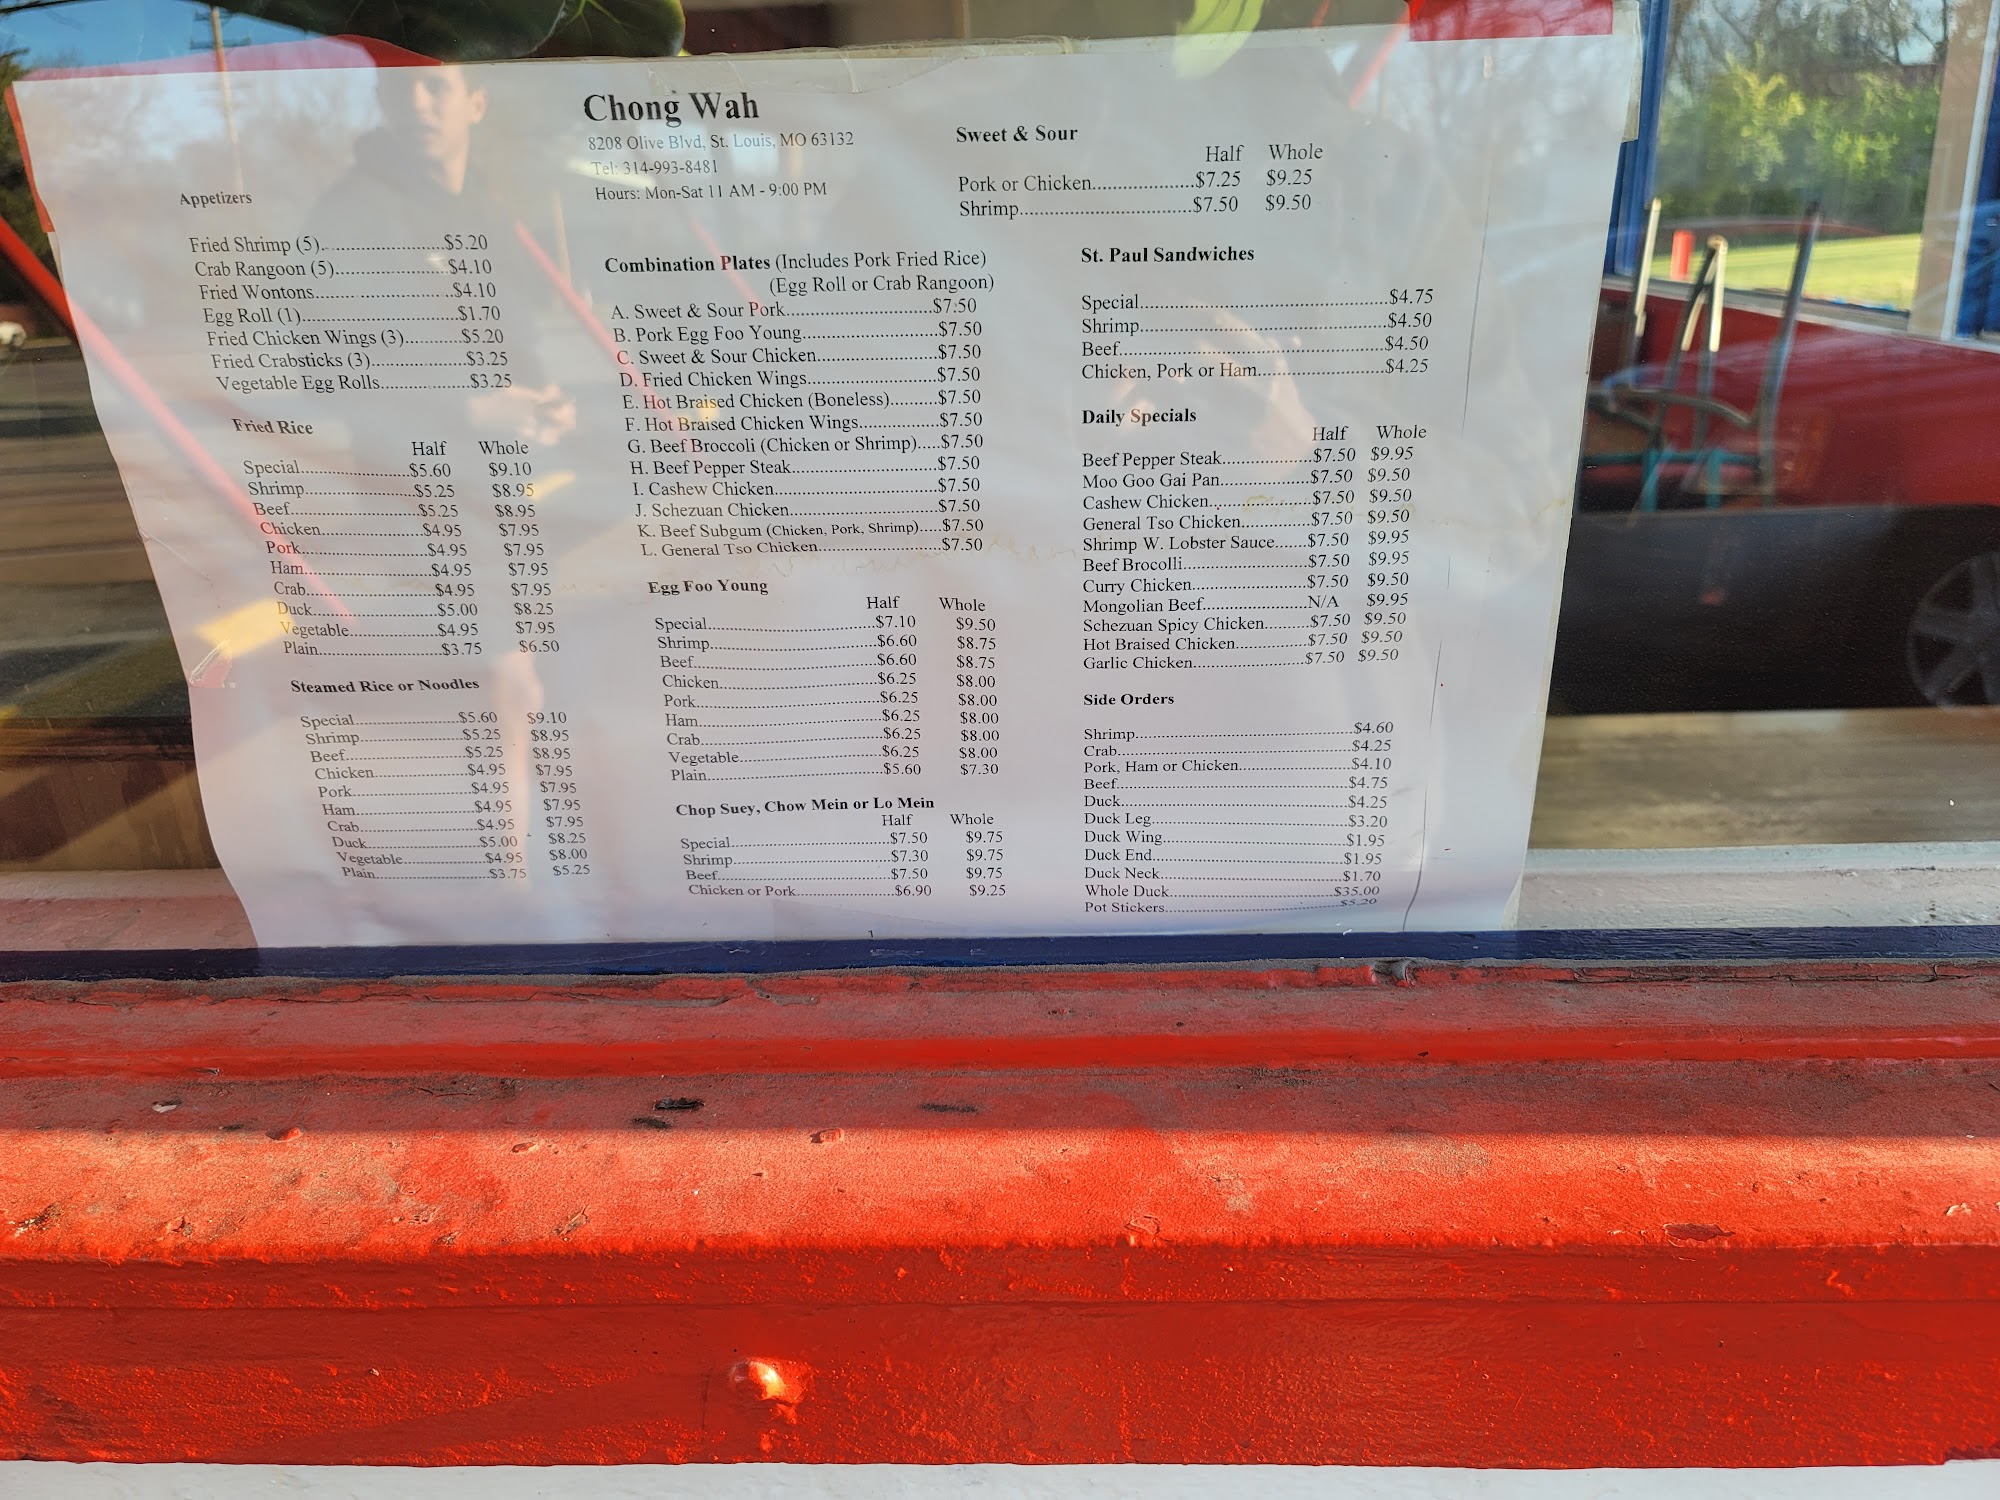 Chong Wah
8208 Olive Blvd, St. Louis, MO 63132
Tel: 314-993-8481
Hours: Mon-Sat 11 AM - 9:00 PM
Appetizers
Fried Shrimp (5)..........................$5.20
Crab Rangoon (5)........................$4.10
Fried Wontons.............................$4.10
Egg Roll (1).................................$1.70
Fried Chicken Wings (3)............$5.20
Fried Crabsticks (3)....................$3.25
Vegetable Egg Rolls...................$3.25
Fried Rice
Half Whole
Special.........................$5.60 $9.10
Shrimp.........................$5.25 $8.95
Beef.............................$5.25 $8.95
Chicken.......................$4.95 $7.95
Pork.............................$4.95 $7.95
Ham.............................$4.95 $7.95
Crab.............................$4.95 $7.95
Duck............................$5.00 $8.25
Vegetable.....................$4.95 $7.95
Plain............................$3.75 $6.50
Steamed Rice or Noodles
Special.........................$5.60 $9.10
Shrimp.........................$5.25 $8.95
Beef.............................$5.25 $8.95
Chicken.......................$4.95 $7.95
Pork.............................$4.95 $7.95
Ham.............................$4.95 $7.95
Crab.............................$4.95 $7.95
Duck............................$5.00 $8.25
Vegetable.....................$4.95 $8.00
Plain............................$3.75 $5.25
Combination Plates (Includes Pork Fried Rice)
(Egg Roll or Crab Rangoon)
A. Sweet & Sour Pork...........................$7.50
B. Pork Egg Foo Young.........................$7.50
C. Sweet & Sour Chicken......................$7.50
D. Fried Chicken Wings........................$7.50
E. Hot Braised Chicken (Boneless).........$7.50
F. Hot Braised Chicken Wings...............$7.50
G. Beef Broccoli (Chicken or Shrimp).....$7.50
H. Beef Pepper Steak............................$7.50
I. Cashew Chicken...............................$7.50
J. Schezuan Chicken.............................$7.50
K. Beef Subgum (Chicken, Pork, Shrimp).....$7.50
L. General Tso Chicken.........................$7.50
Egg Foo Young
Half Whole
Special...................................$7.10 $9.50
Shrimp...................................$6.60 $8.75
Beef.......................................$6.60 $8.75
Chicken.................................$6.25 $8.00
Pork.......................................$6.25 $8.00
Ham.......................................$6.25 $8.00
Crab.......................................$6.25 $8.00
Vegetable...............................$6.25 $8.00
Plain......................................$5.60 $7.30
Chop Suey, Chow Mein or Lo Mein
Half Whole
Special...................................$7.50 $9.75
Shrimp...................................$7.30 $9.75
Beef.......................................$7.50 $9.75
Chicken or Pork.....................$6.90 $9.25
1
Sweet & Sour
Half Whole
Pork or Chicken.....................$7.25 $9.25
Shrimp...................................$7.50 $9.50
St. Paul Sandwiches
Special..............................................$4.75
Shrimp..............................................$4.50
Beef..................................................$4.50
Chicken, Pork or Ham.......................$4.25
Daily Specials
Half Whole
Beef Pepper Steak..................$7.50 $9.95
Moo Goo Gai Pan..................$7.50 $9.50
Cashew Chicken....................$7.50 $9.50
General Tso Chicken..............$7.50 $9.50
Shrimp W. Lobster Sauce.......$7.50 $9.95
Beef Brocolli.........................$7.50 $9.95
Curry Chicken.......................$7.50 $9.50
Mongolian Beef.....................N/A $9.95
Schezuan Spicy Chicken.........$7.50 $9.50
Hot Braised Chicken...............$7.50 $9.50
Garlic Chicken.......................$7.50 $9.50
Side Orders
Shrimp..............................................$4.60
Crab..................................................$4.25
Pork, Ham or Chicken.......................$4.10
Beef..................................................$4.75
Duck.................................................$4.25
Duck Leg..........................................$3.20
Duck Wing.......................................$1.95
Duck End..........................................$1.95
Duck Neck........................................$1.70
Whole Duck......................................$35.00
Pot Stickers.......................................$5.20